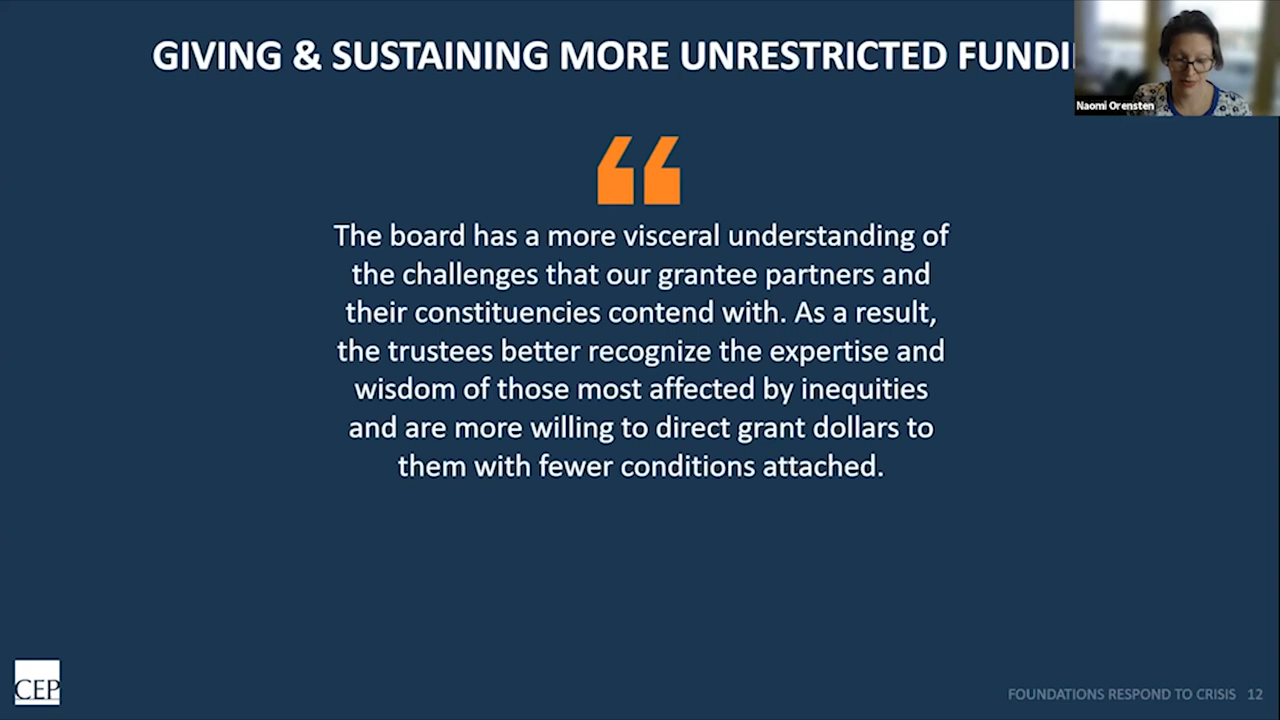 GIVING & SUSTAINING MORE UNRESTRICTED
Naomi Orensten
The board has a more visceral understanding of
the challenges that our grantee partners and
their constituencies contend with. As a result,
the trustees better recognize the expertise and
wisdom of those most affected by inequities
and are more willing to direct grant dollars to
them with fewer conditions attached.
CEP
FOUNDATIONS RESPOND TO CRISIS 12